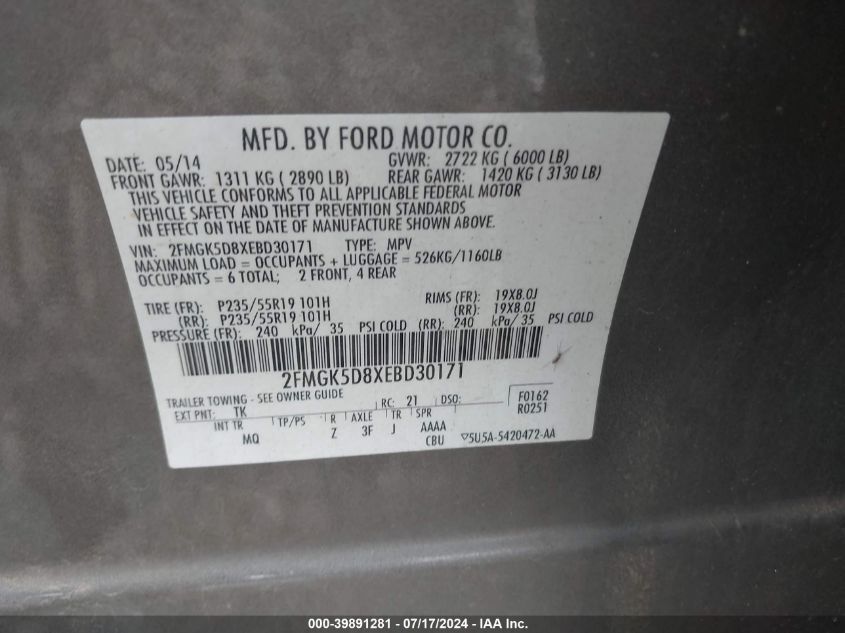 MFD. BY FORD MOTOR CO.
DATE: 05/14 GVWR: 2722 KG ( 6000 LB)
FRONT GAWR: 1311 KG ( 2890 LB) REAR GAWR: 1420 KG ( 3130 LB)
THIS VEHICLE CONFORMS TO ALL APPLICABLE FEDERAL MOTOR
VEHICLE SAFETY AND THEFT PREVENTION STANDARDS
IN EFFECT ON THE DATE OF MANUFACTURE SHOWN ABOVE.
VIN: 2FMGK5D8XEBD30171 TYPE: MPV
MAXIMUM LOAD = OCCUPANTS + LUGGAGE = 526KG/1160LB
OCCUPANTS = 6 TOTAL; 2 FRONT, 4 REAR
TIRE (FR): P235/55R19 101H RIMS (FR): 19X8.0J
(RR): P235/55R19 101H (RR): 19X8.0J
PRESSURE (FR): 240 kPa/ 35 PSI COLD (RR): 240 kPa/ 35 PSI COLD
2FMGK5D8XEBD30171
TRAILER TOWING - SEE OWNER GUIDE
EXT PNT: TK RC: 21 DSO: F0162
R0251
INT TR TP/PS R AXLE TR SPR
MQ Z 3F J AAAA
CBU 5U5A-5420472-AA
000-39891281 - 07/17/2024 - IAA Inc.